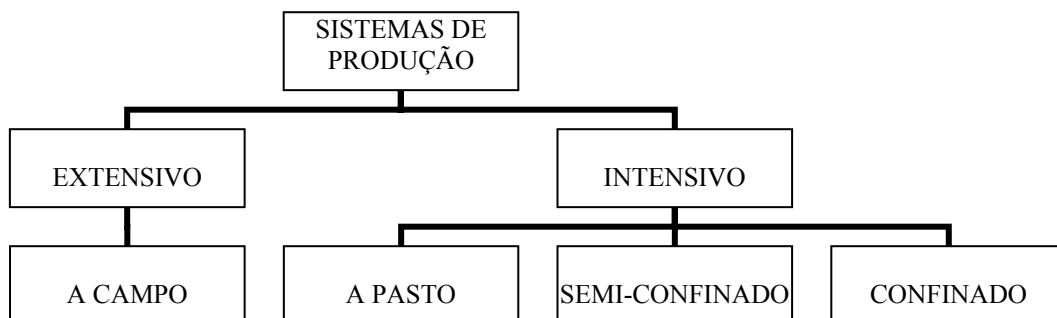 SISTEMAS DE
PRODUÇÃO
EXTENSIVO
INTENSIVO
A CAMPO
A PASTO
SEMI-CONFINADO
CONFINADO